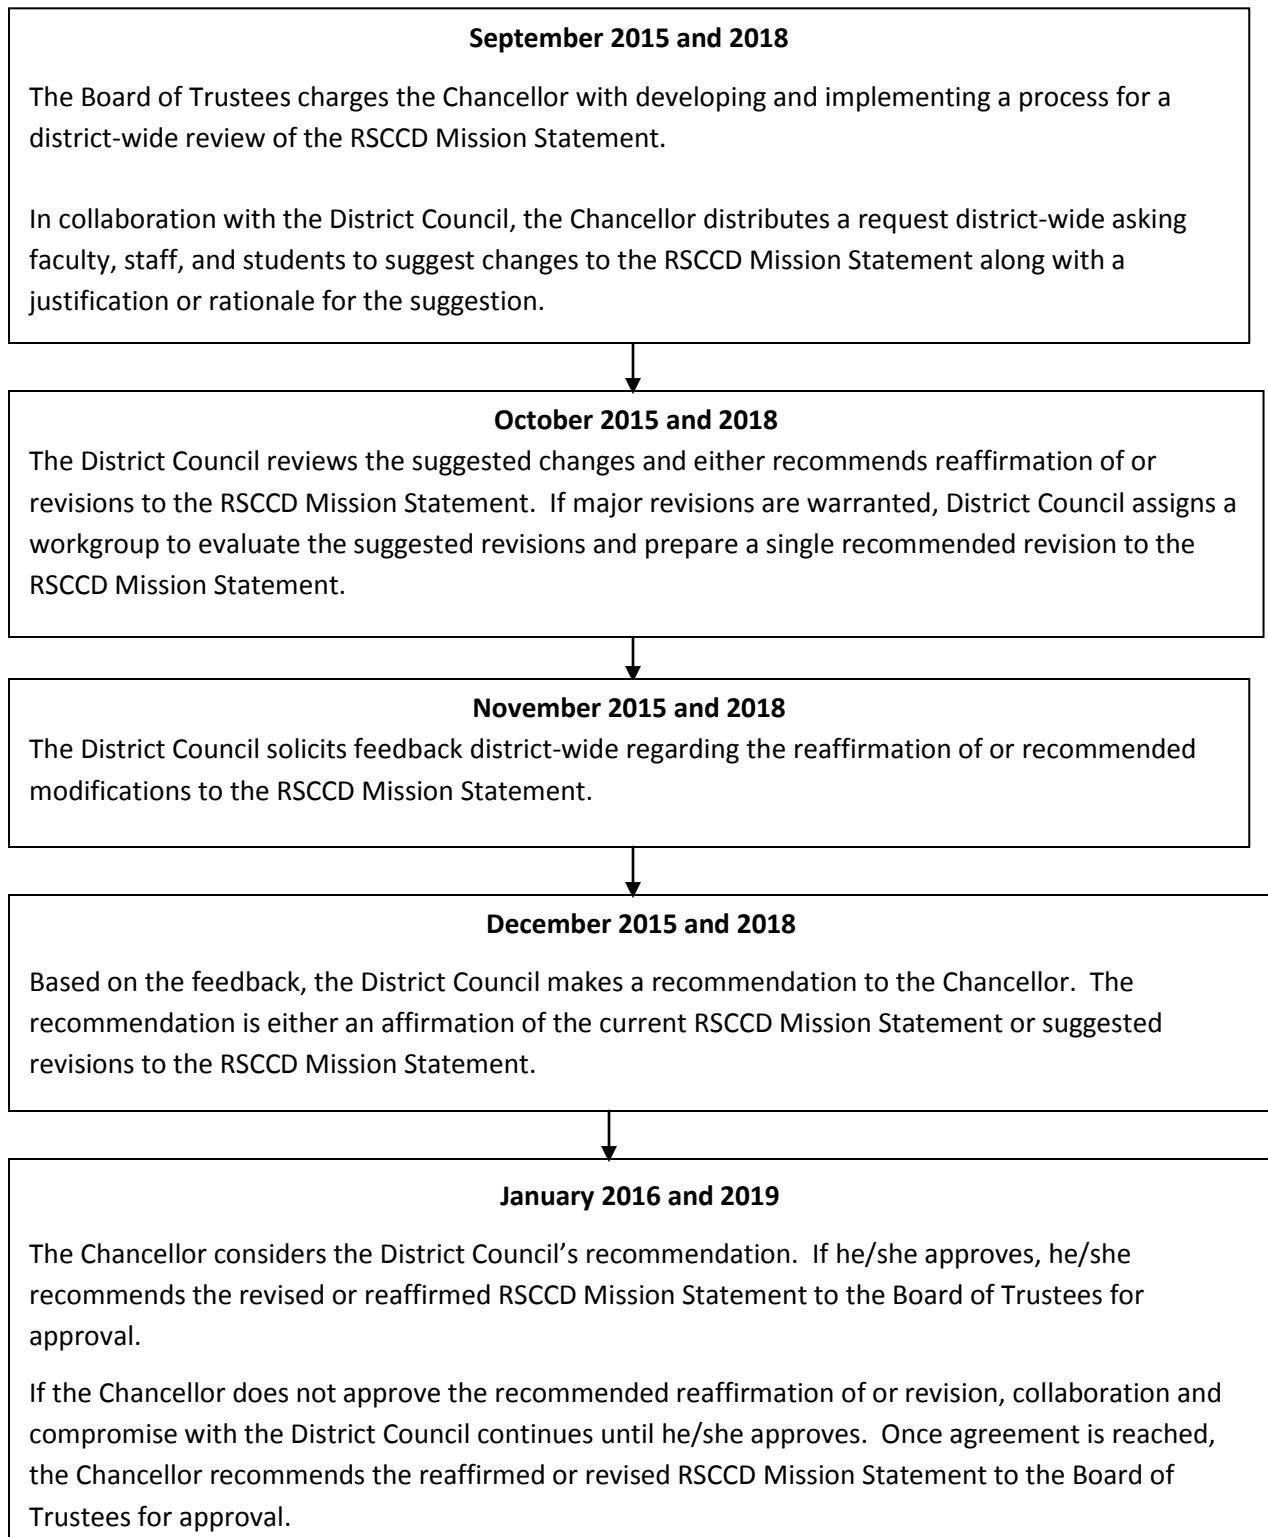 September 2015 and 2018
The Board of Trustees charges the Chancellor with developing and implementing a process for a
district-wide review of the RSCCD Mission Statement.
In collaboration with the District Council, the Chancellor distributes a request district-wide asking
faculty, staff, and students to suggest changes to the RSCCD Mission Statement along with a
justification or rationale for the suggestion.
October 2015 and 2018
The District Council reviews the suggested changes and either recommends reaffirmation of or
revisions to the RSCCD Mission Statement.  If major revisions are warranted, District Council assigns a
workgroup to evaluate the suggested revisions and prepare a single recommended revision to the
RSCCD Mission Statement.
November 2015 and 2018
The District Council solicits feedback district-wide regarding the reaffirmation of or recommended
modifications to the RSCCD Mission Statement.
December 2015 and 2018
Based on the feedback, the District Council makes a recommendation to the Chancellor.  The
recommendation is either an affirmation of the current RSCCD Mission Statement or suggested
revisions to the RSCCD Mission Statement.
January 2016 and 2019
The Chancellor considers the District Council’s recommendation.  If he/she approves, he/she
recommends the revised or reaffirmed RSCCD Mission Statement to the Board of Trustees for
approval.
If the Chancellor does not approve the recommended reaffirmation of or revision, collaboration and
compromise with the District Council continues until he/she approves.  Once agreement is reached,
the Chancellor recommends the reaffirmed or revised RSCCD Mission Statement to the Board of
Trustees for approval.